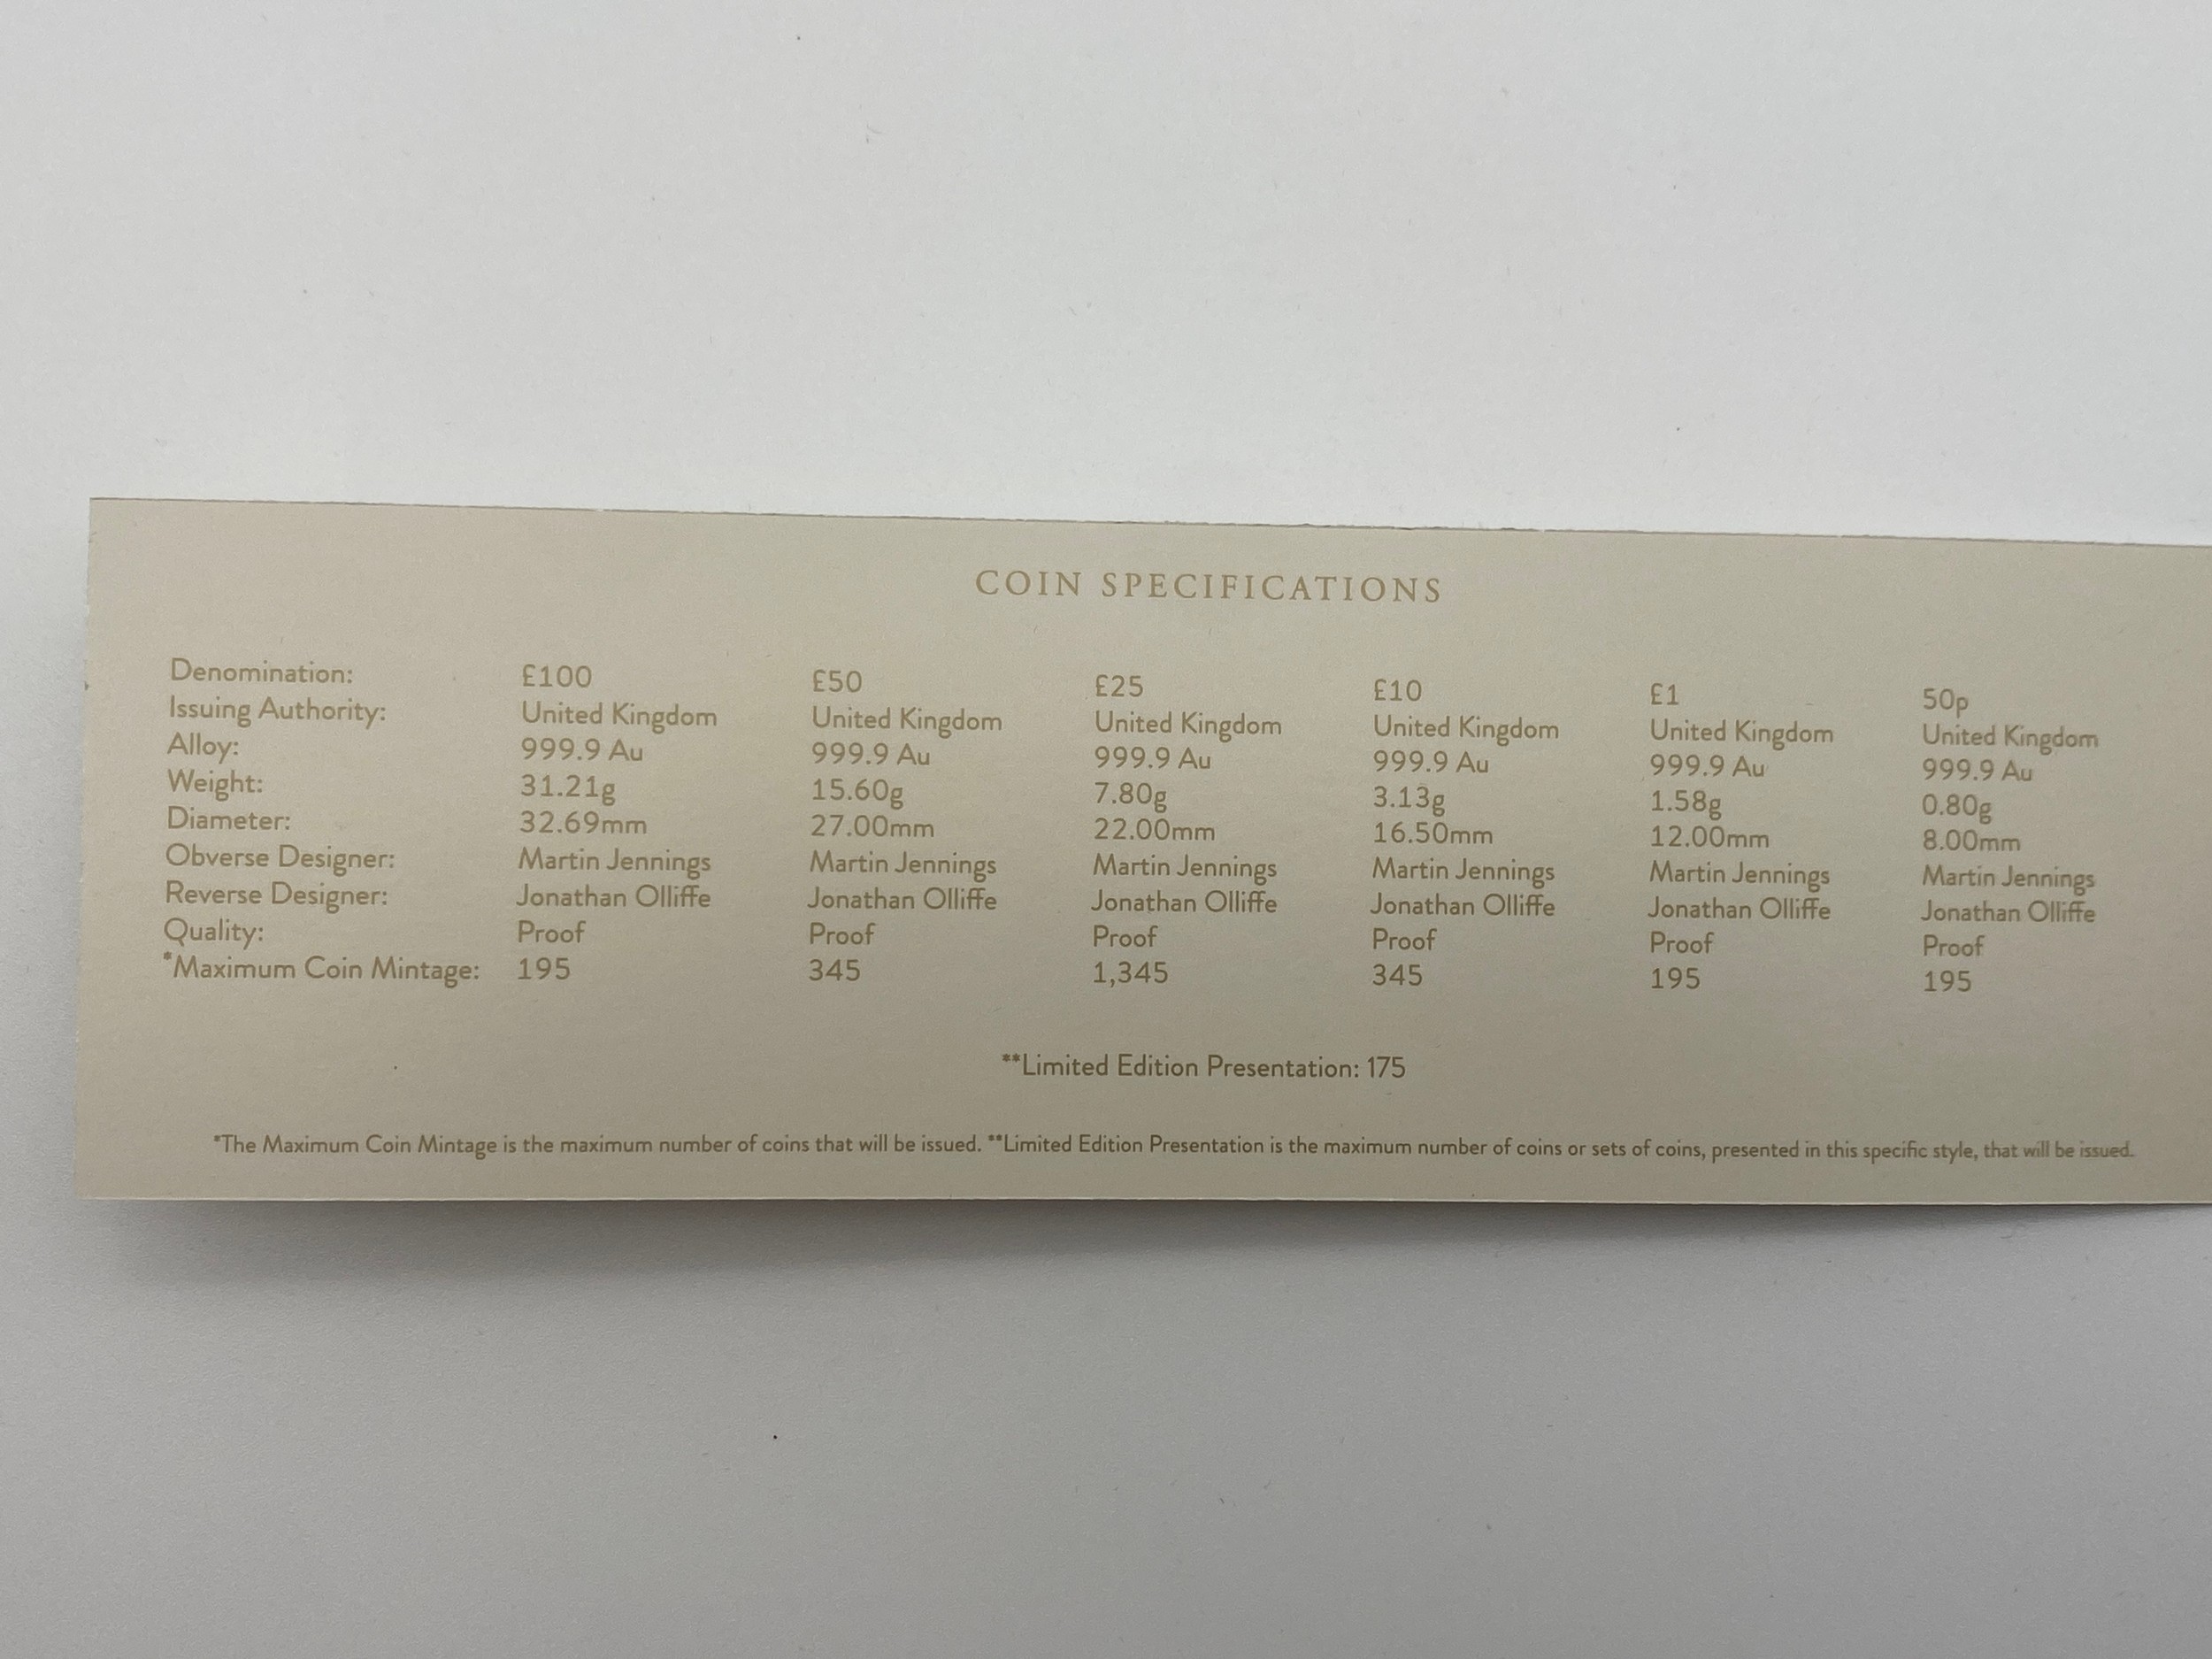 COIN SPECIFICATIONS
Denomination: £100 £50 £25 £10 £1 50p
Issuing Authority: United Kingdom United Kingdom United Kingdom United Kingdom United Kingdom United Kingdom
Alloy: 999.9 Au 999.9 Au 999.9 Au 999.9 Au 999.9 Au 999.9 Au
Weight: 31.21g 15.60g 7.80g 3.13g 1.58g 0.80g
Diameter: 32.69mm 27.00mm 22.00mm 16.50mm 12.00mm 8.00mm
Obverse Designer: Martin Jennings Martin Jennings Martin Jennings Martin Jennings Martin Jennings Martin Jennings
Reverse Designer: Jonathan Olliffe Jonathan Olliffe Jonathan Olliffe Jonathan Olliffe Jonathan Olliffe Jonathan Olliffe
Quality: Proof Proof Proof Proof Proof Proof
*Maximum Coin Mintage: 195 345 1,345 345 195 195
**Limited Edition Presentation: 175
*The Maximum Coin Mintage is the maximum number of coins that will be issued. **Limited Edition Presentation is the maximum number of coins or sets of coins, presented in this specific style, that will be issued.